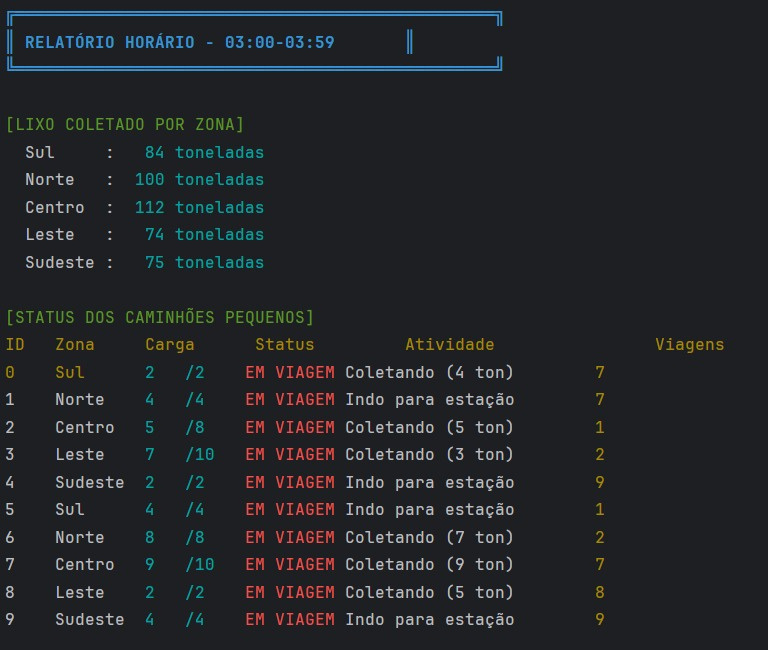 ║ RELATÓRIO HORÁRIO - 03:00-03:59 ║
[LIXO COLETADO POR ZONA]
Sul : 84 toneladas
Norte : 100 toneladas
Centro : 112 toneladas
Leste : 74 toneladas
Sudeste : 75 toneladas
[STATUS DOS CAMINHÕES PEQUENOS]
ID Zona Carga Status Atividade Viagens
0 Sul 2 /2 EM VIAGEM Coletando (4 ton) 7
1 Norte 4 /4 EM VIAGEM Indo para estação 7
2 Centro 5 /8 EM VIAGEM Coletando (5 ton) 1
3 Leste 7 /10 EM VIAGEM Coletando (3 ton) 2
4 Sudeste 2 /2 EM VIAGEM Indo para estação 9
5 Sul 4 /4 EM VIAGEM Indo para estação 1
6 Norte 8 /8 EM VIAGEM Coletando (7 ton) 2
7 Centro 9 /10 EM VIAGEM Coletando (9 ton) 7
8 Leste 2 /2 EM VIAGEM Coletando (5 ton) 8
9 Sudeste 4 /4 EM VIAGEM Indo para estação 9